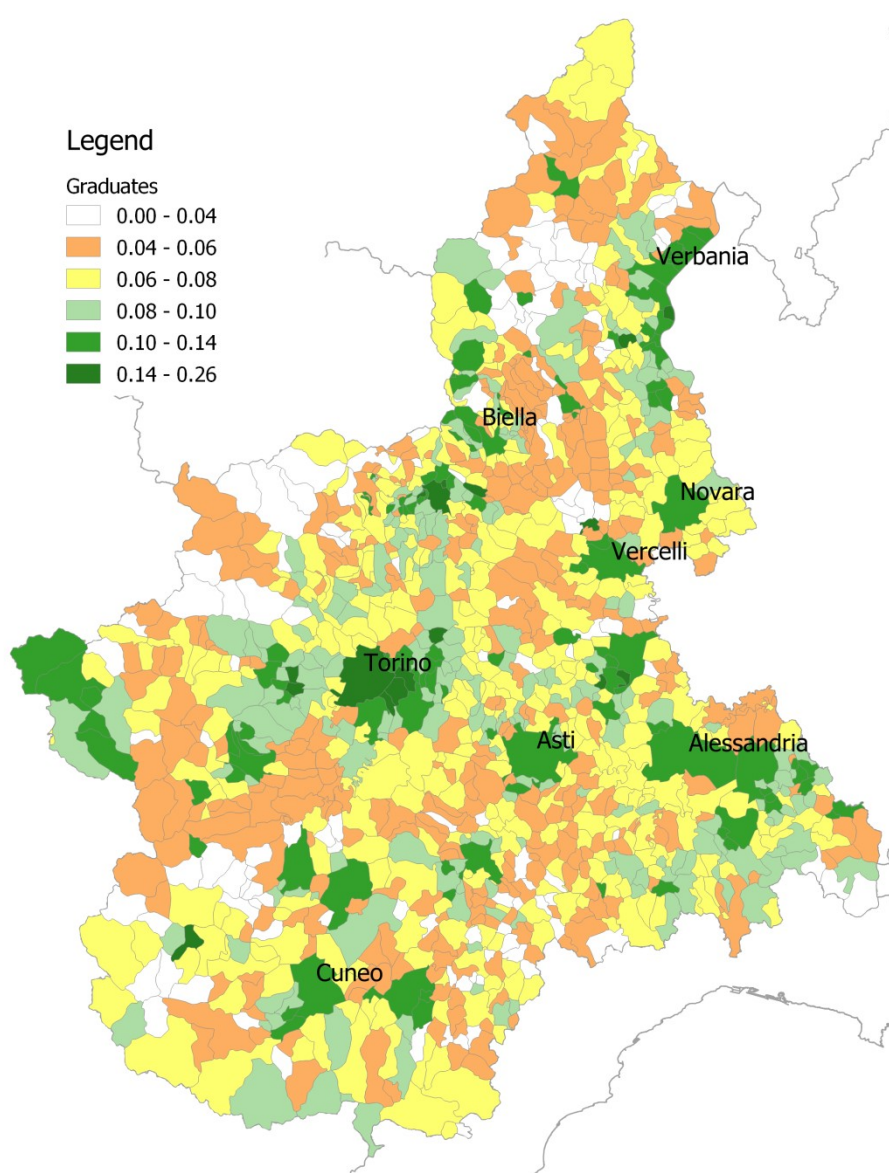 Legend
Graduates
0.00 - 0.04
0.04 - 0.06
0.06 - 0.08
0.08 - 0.10
0.10 - 0.14
0.14 - 0.26
Verbania
Biella
Novara
Vercelli
Torino
Asti
Alessandria
Cuneo